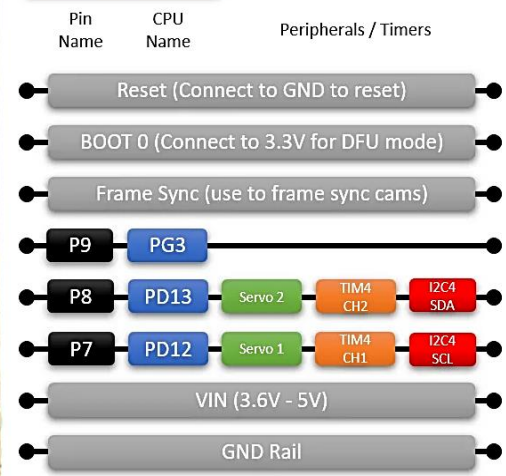 Pin Name CPU Name Peripherals / Timers
Reset (Connect to GND to reset)
BOOT 0 (Connect to 3.3V for DFU mode)
Frame Sync (use to frame sync cams)
P9 PG3
P8 PD13 Servo 2 TIM4 CH2 I2C4 SDA
P7 PD12 Servo 1 TIM4 CH1 I2C4 SCL
VIN (3.6V - 5V)
GND Rail